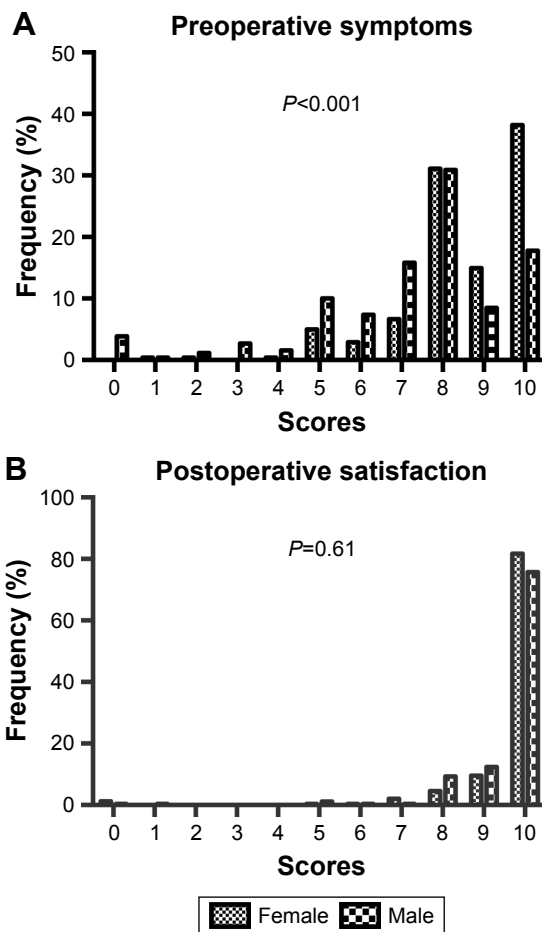 A
Preoperative symptoms
50
40
30
20
10
0
Frequency (%)
P<0.001
0 1 2 3 4 5 6 7 8 9 10
Scores
B
Postoperative satisfaction
100
80
60
40
20
0
Frequency (%)
P=0.61
0 1 2 3 4 5 6 7 8 9 10
Scores
Female Male